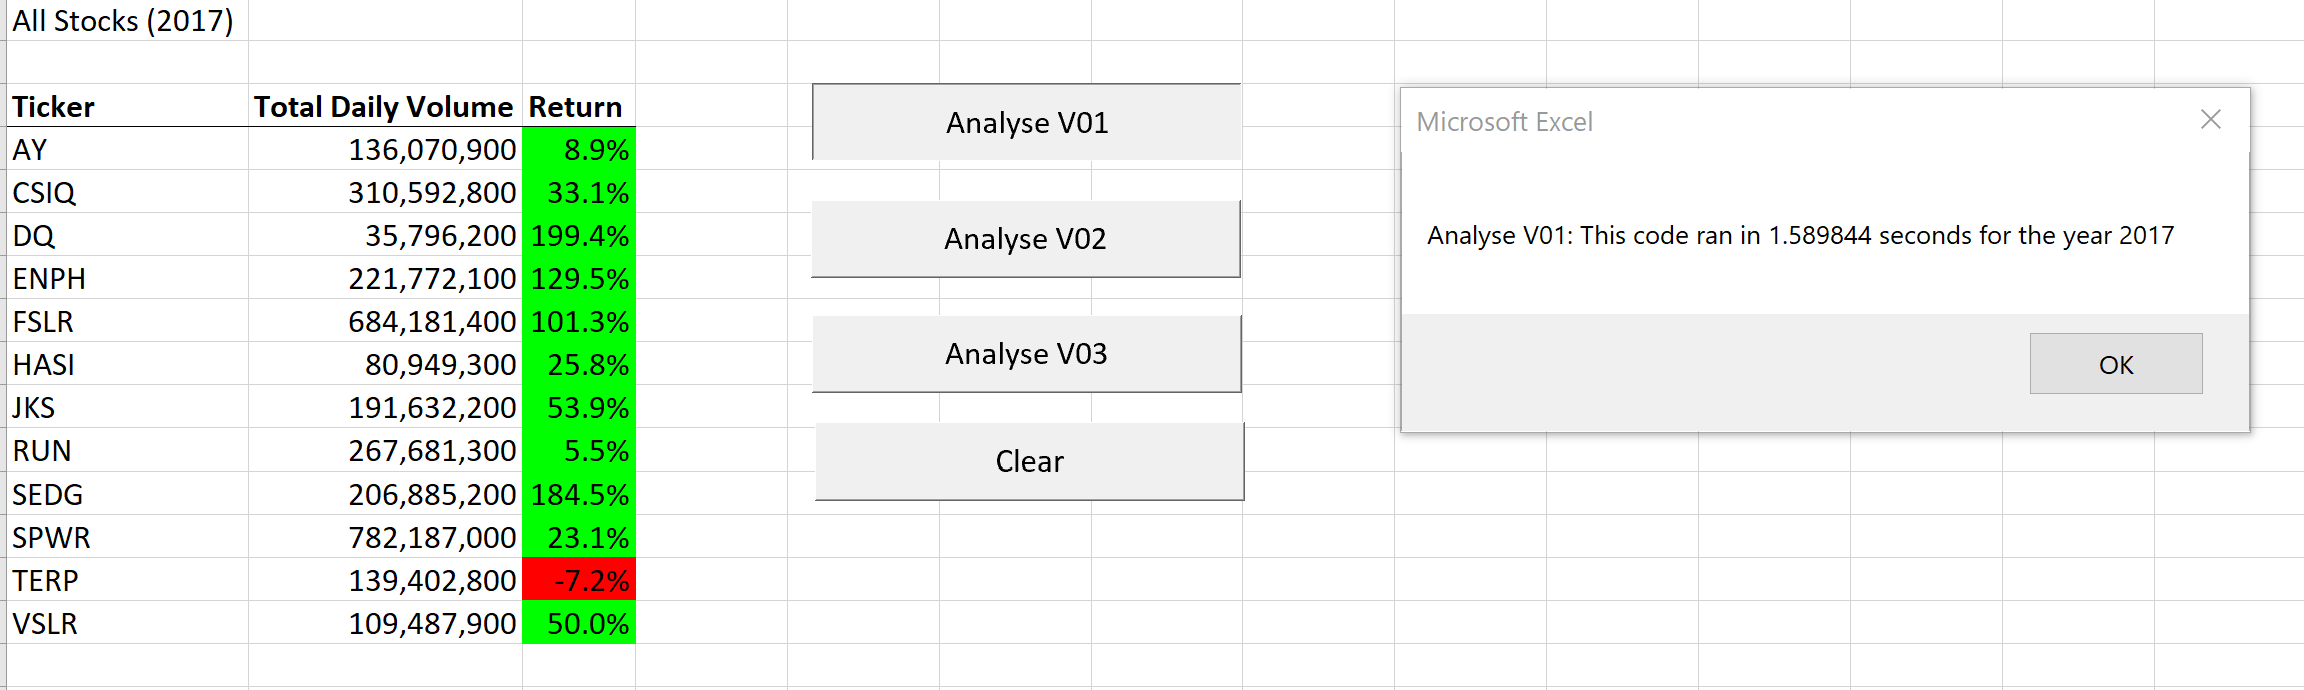 All Stocks (2017)
Ticker Total Daily Volume Return
AY 136,070,900 8.9%
CSIQ 310,592,800 33.1%
DQ 35,796,200 199.4%
ENPH 221,772,100 129.5%
FSLR 684,181,400 101.3%
HASI 80,949,300 25.8%
JKS 191,632,200 53.9%
RUN 267,681,300 5.5%
SEDG 206,885,200 184.5%
SPWR 782,187,000 23.1%
TERP 139,402,800 -7.2%
VSLR 109,487,900 50.0%
Analyse V01
Analyse V02
Analyse V03
Clear
Microsoft Excel
Analyse V01: This code ran in 1.589844 seconds for the year 2017
OK